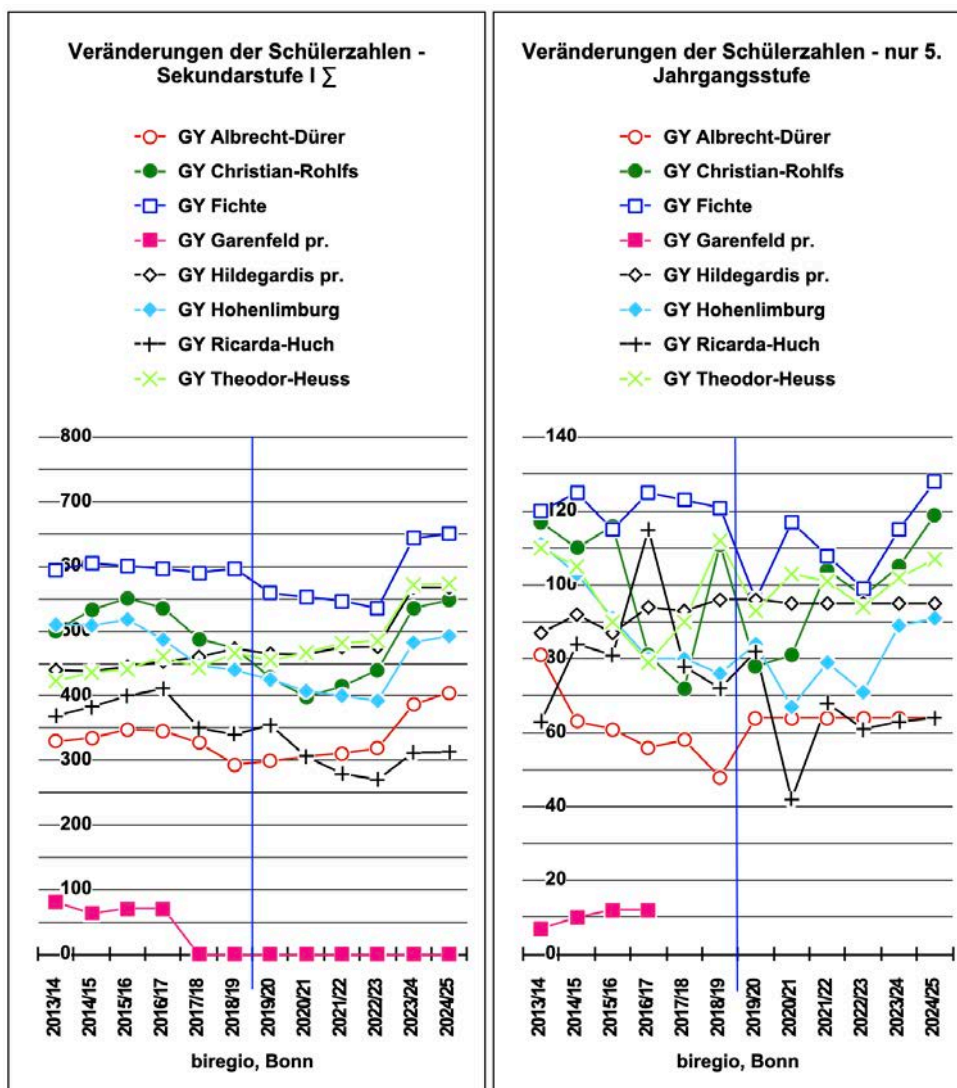 Veränderungen der Schülerzahlen -
Sekundarstufe I ∑
GY Albrecht-Dürer
GY Christian-Rohlfs
GY Fichte
GY Garenfeld pr.
GY Hildegardis pr.
GY Hohenlimburg
GY Ricarda-Huch
GY Theodor-Heuss
800
700
600
500
400
300
200
100
0
2013/14
2014/15
2015/16
2016/17
2017/18
2018/19
2019/20
2020/21
2021/22
2022/23
2023/24
2024/25
biregio, Bonn
Veränderungen der Schülerzahlen - nur 5.
Jahrgangsstufe
GY Albrecht-Dürer
GY Christian-Rohlfs
GY Fichte
GY Garenfeld pr.
GY Hildegardis pr.
GY Hohenlimburg
GY Ricarda-Huch
GY Theodor-Heuss
140
120
100
80
60
40
20
0
2013/14
2014/15
2015/16
2016/17
2017/18
2018/19
2019/20
2020/21
2021/22
2022/23
2023/24
2024/25
biregio, Bonn